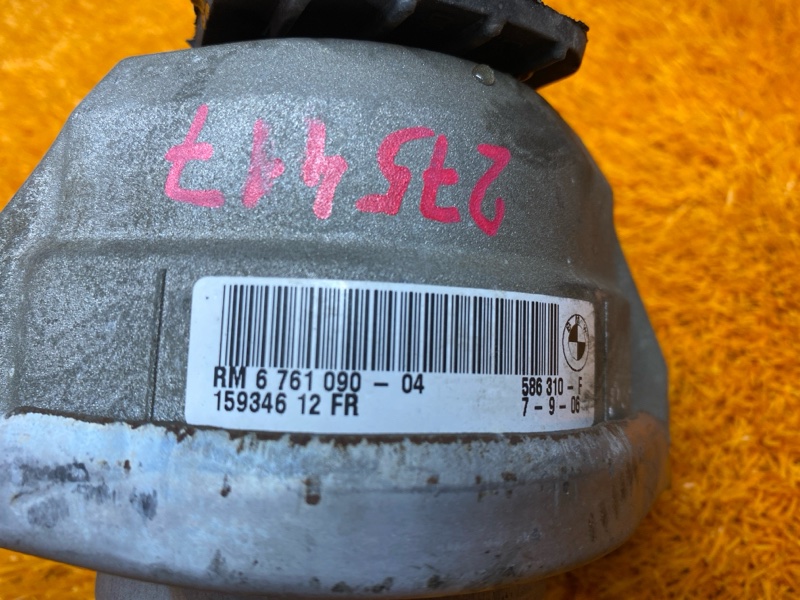 275417
RM 6 761 090 - 04
586 310 - F
159346 12 FR
7 - 9 - 06